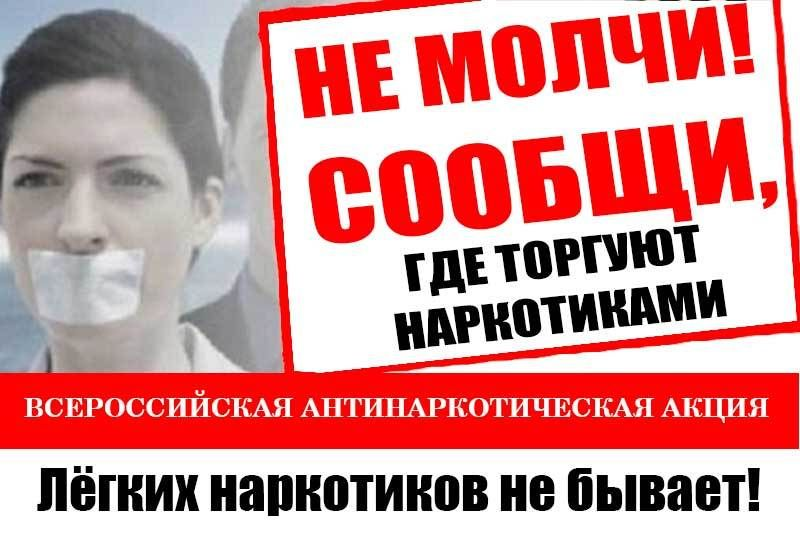 НЕ МОЛЧИ!
СООБЩИ,
ГДЕ ТОРГУЮТ
НАРКОТИКАМИ
ВСЕРОССИЙСКАЯ АНТИНАРКОТИЧЕСКАЯ АКЦИЯ
Лёгких наркотиков не бывает!